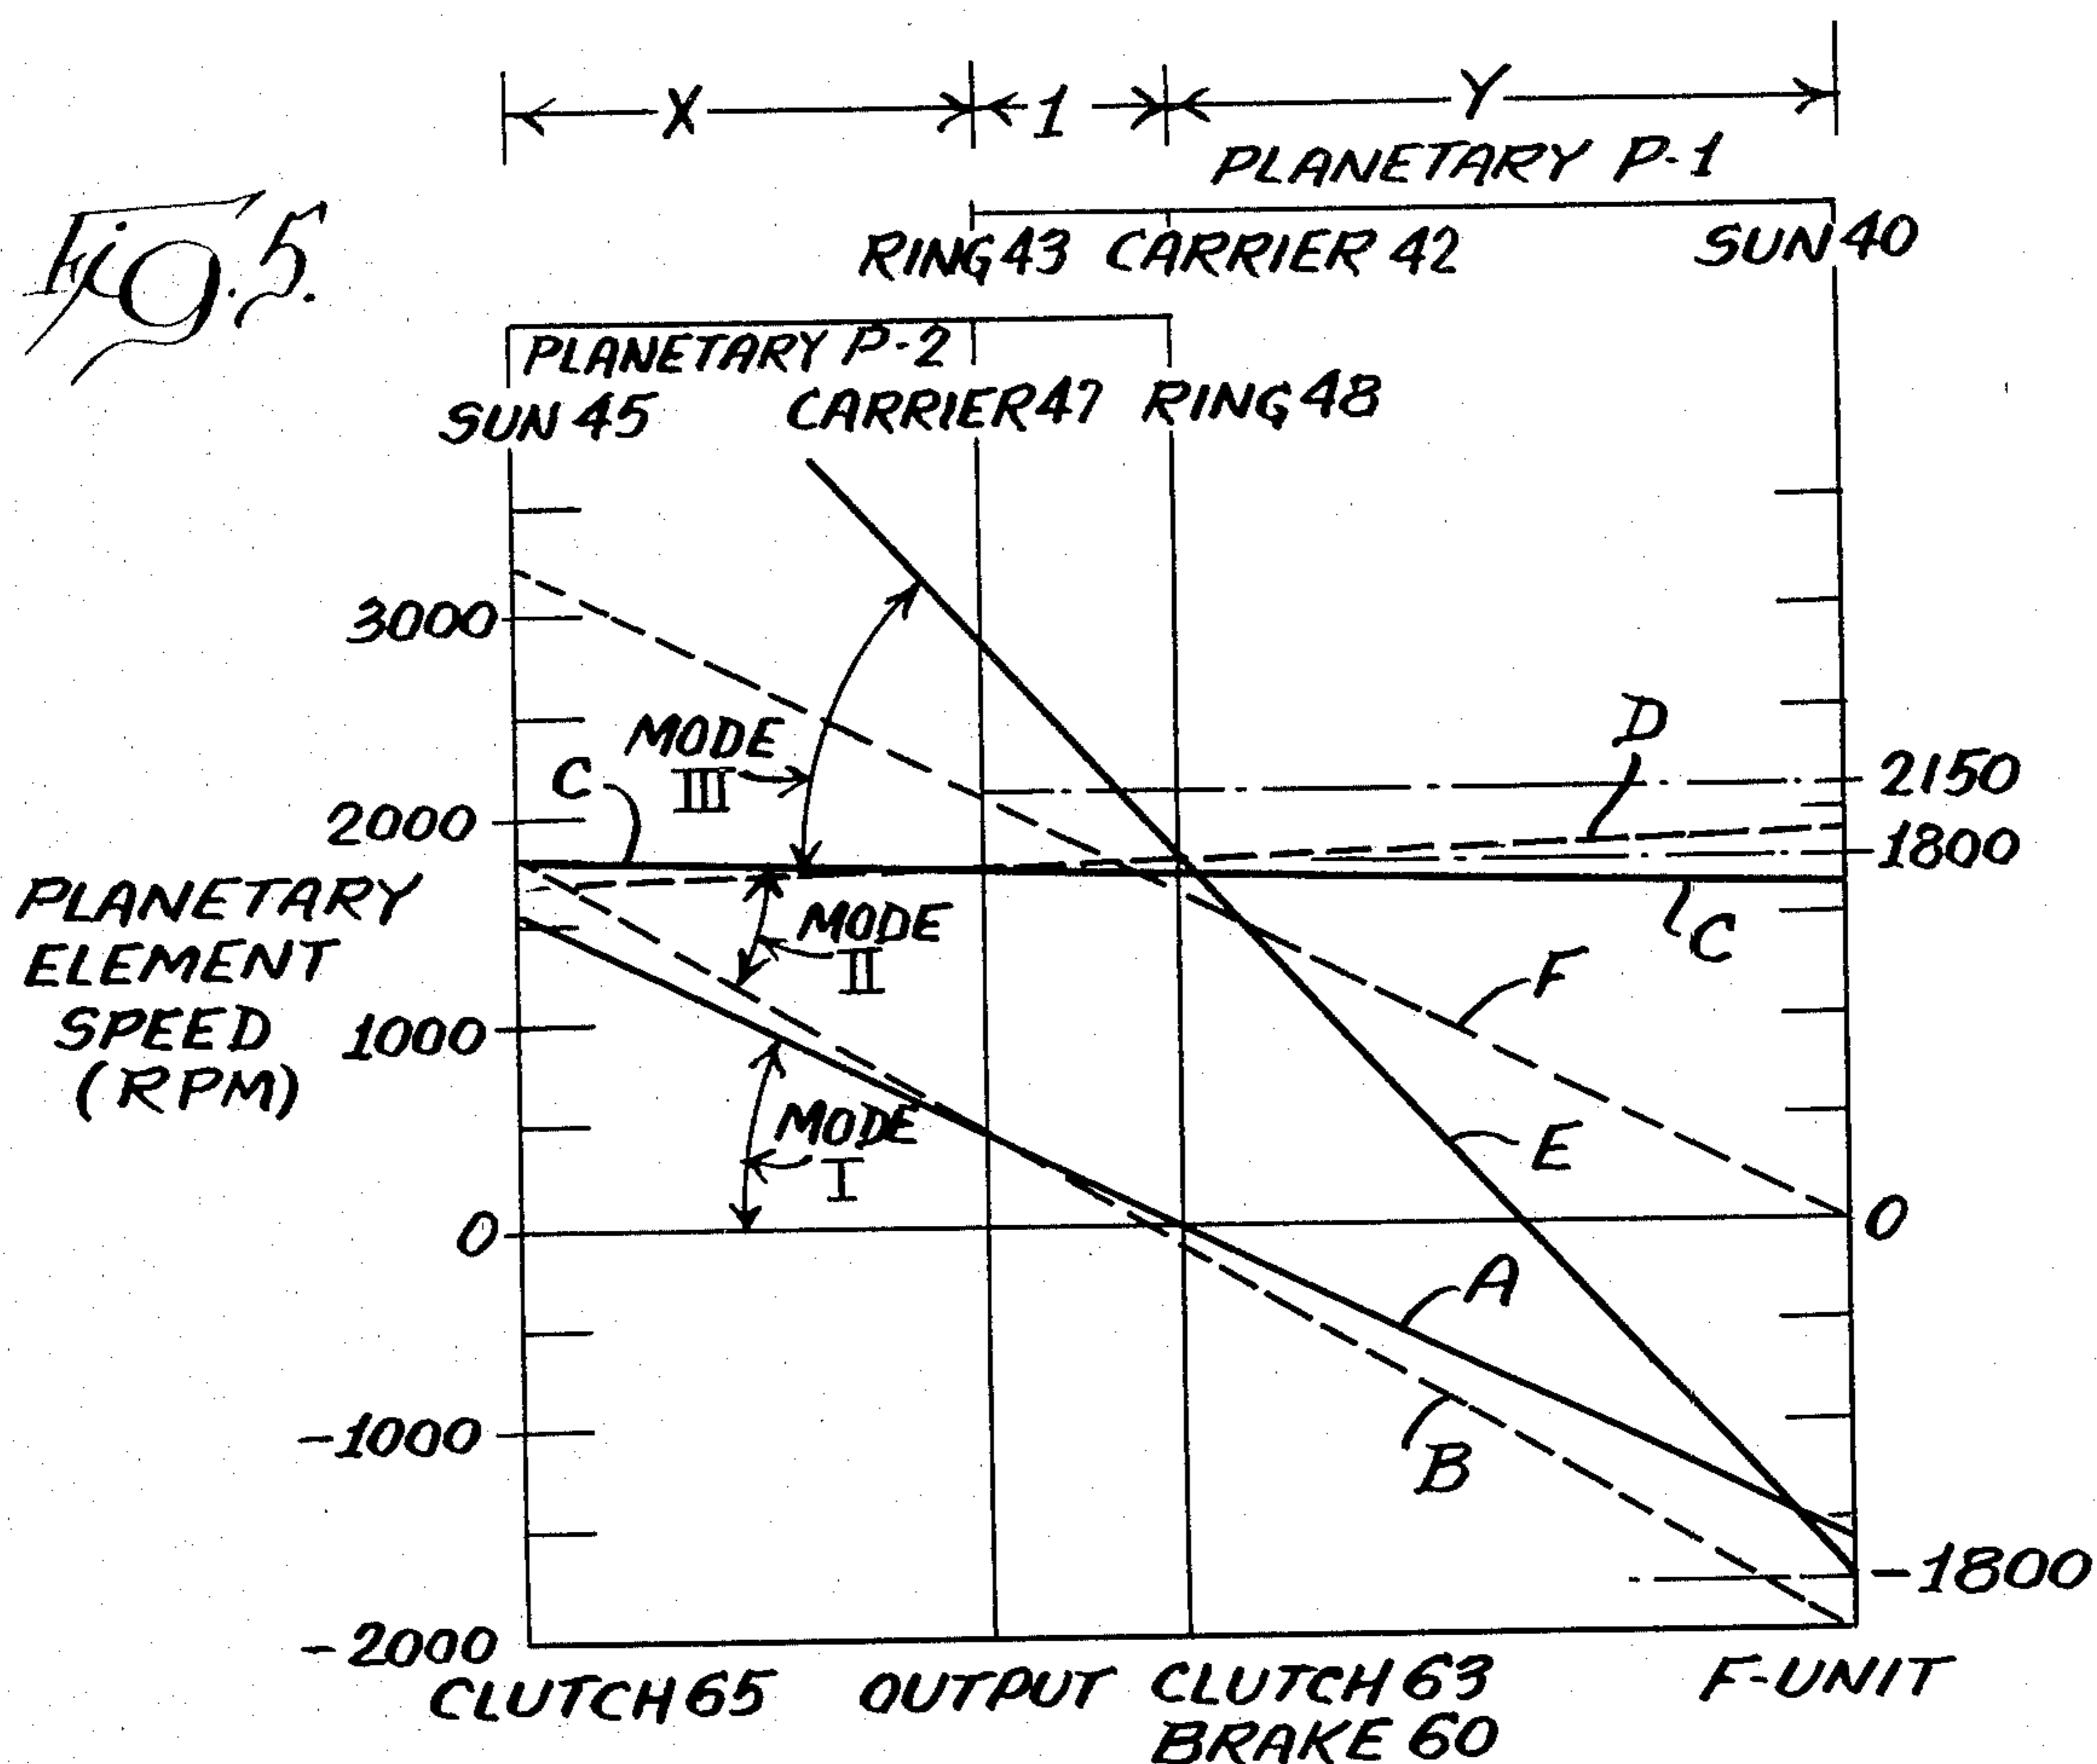 X 1 Y
PLANETARY P-1
Fig. 5.
RING 43 CARRIER 42 SUN 40
PLANETARY P-2
SUN 45 CARRIER 47 RING 48
3000
MODE
III
D
C
2150
2000
1800
PLANETARY
ELEMENT
SPEED
(RPM)
MODE
II
C
F
1000
MODE
I
E
0
0
A
B
-1000
-1800
-2000
CLUTCH 65 OUTPUT CLUTCH 63 F-UNIT
BRAKE 60